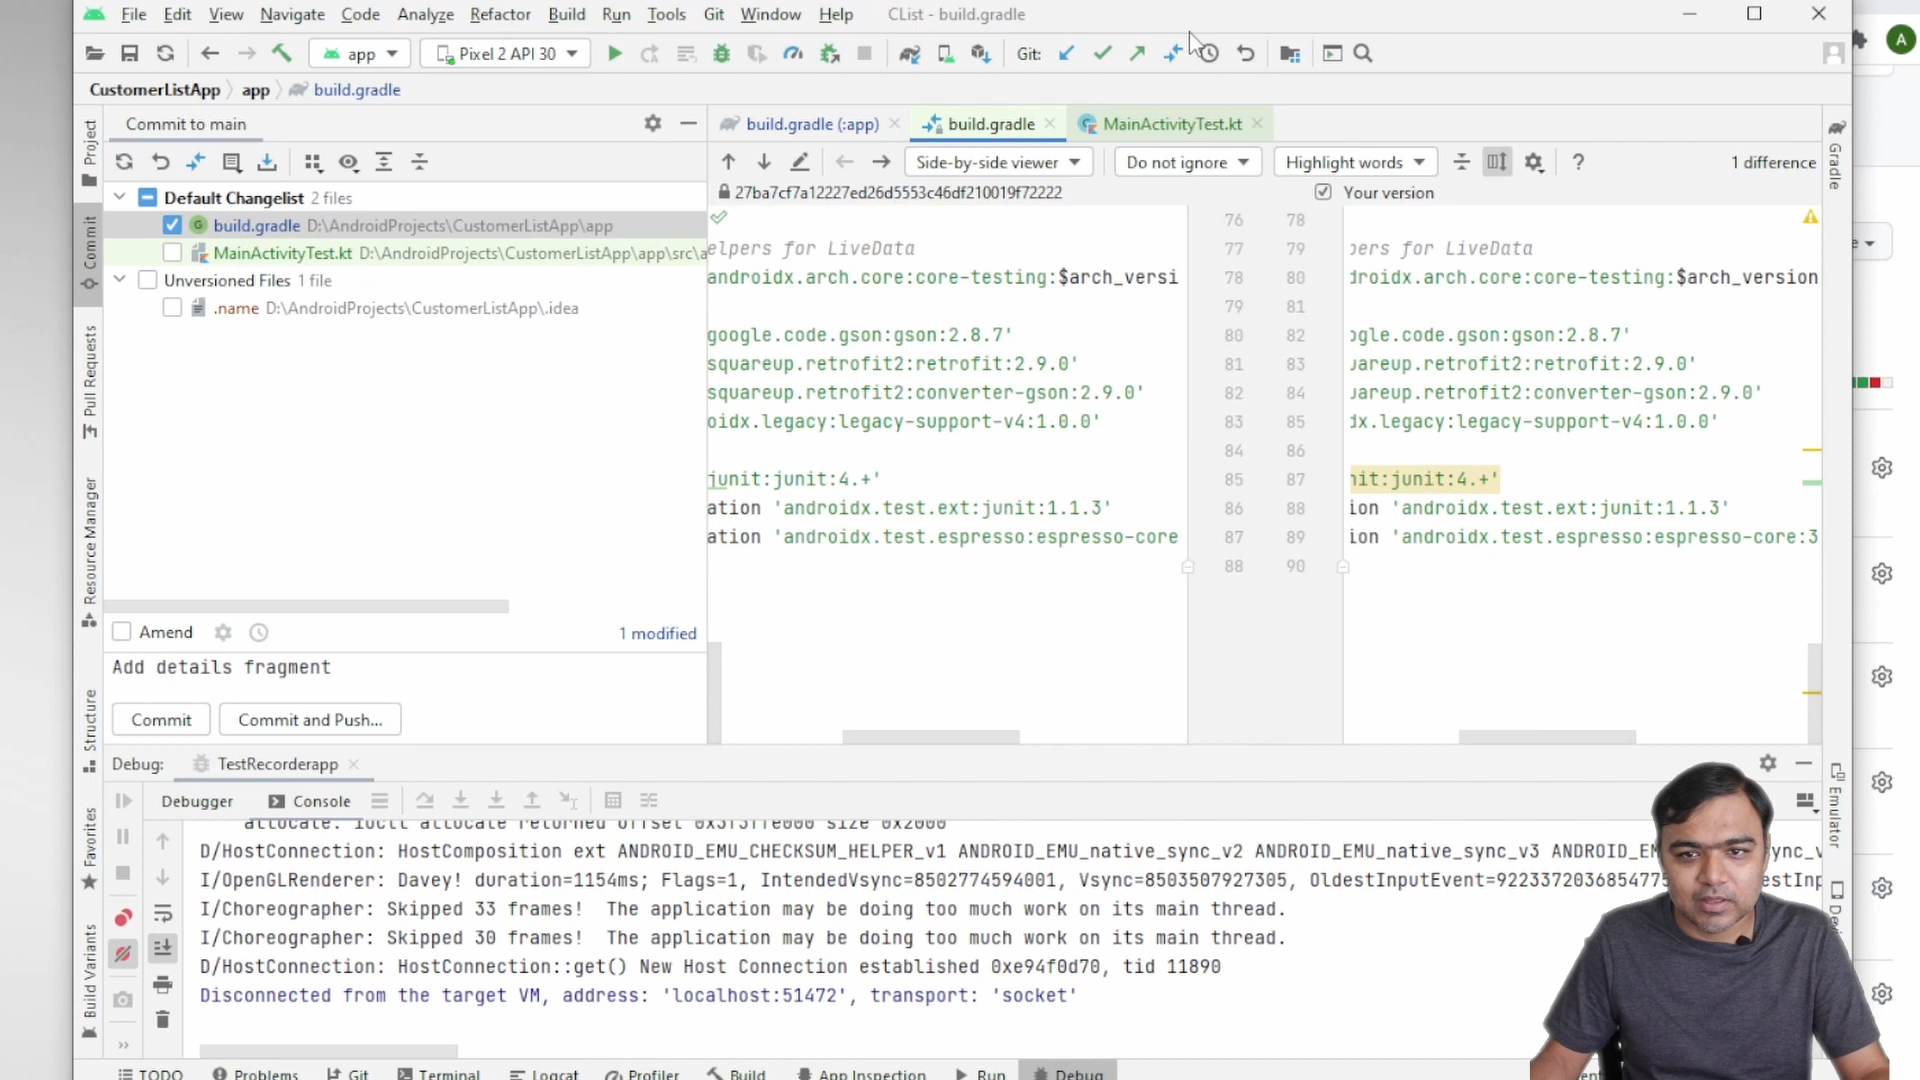 File Edit View Navigate Code Analyze Refactor Build Run Tools Git Window Help CList - build.gradle
A
app Pixel 2 API 30 Git:
CustomerListApp app build.gradle
Commit to main
build.gradle (:app) build.gradle MainActivityTest.kt
Side-by-side viewer Do not ignore Highlight words ? 1 difference
27ba7cf7a12227ed26d5553c46df210019f72222 Your version
Default Changelist 2 files
build.gradle D:\AndroidProjects\CustomerListApp\app
MainActivityTest.kt D:\AndroidProjects\CustomerListApp\app\src\a
Unversioned Files 1 file
.name D:\AndroidProjects\CustomerListApp\.idea
76 78
elpers for LiveData 77 79 pers for LiveData
androidx.arch.core:core-testing:$arch_versi 78 80 droidx.arch.core:core-testing:$arch_version
79 81
google.code.gson:gson:2.8.7' 80 82 ogle.code.gson:gson:2.8.7'
squareup.retrofit2:retrofit:2.9.0' 81 83 uareup.retrofit2:retrofit:2.9.0'
squareup.retrofit2:converter-gson:2.9.0' 82 84 uareup.retrofit2:converter-gson:2.9.0'
oidx.legacy:legacy-support-v4:1.0.0' 83 85 dx.legacy:legacy-support-v4:1.0.0'
84 86
junit:junit:4.+' 85 87 nit:junit:4.+'
ation 'androidx.test.ext:junit:1.1.3' 86 88 ion 'androidx.test.ext:junit:1.1.3'
ation 'androidx.test.espresso:espresso-core 87 89 ion 'androidx.test.espresso:espresso-core:3
88 90
Amend 1 modified
Add details fragment
Commit Commit and Push...
Project
Commit
Pull Requests
Resource Manager
Structure
Favorites
Build Variants
Gradle
Emulator
Debug: TestRecorderapp
Debugger Console
allocate: ioctl allocate returned offset 0x3f3ffe000 size 0x2000
D/HostConnection: HostComposition ext ANDROID_EMU_CHECKSUM_HELPER_v1 ANDROID_EMU_native_sync_v2 ANDROID_EMU_native_sync_v3
I/OpenGLRenderer: Davey! duration=1154ms; Flags=1, IntendedVsync=8502774594001, Vsync=8503507927305, OldestInputEvent=922337203685477
I/Choreographer: Skipped 33 frames! The application may be doing too much work on its main thread.
I/Choreographer: Skipped 30 frames! The application may be doing too much work on its main thread.
D/HostConnection: HostConnection::get() New Host Connection established 0xe94f0d70, tid 11890
Disconnected from the target VM, address: 'localhost:51472', transport: 'socket'
TODO Problems Git Terminal Logcat Profiler Build App Inspection Run Debug